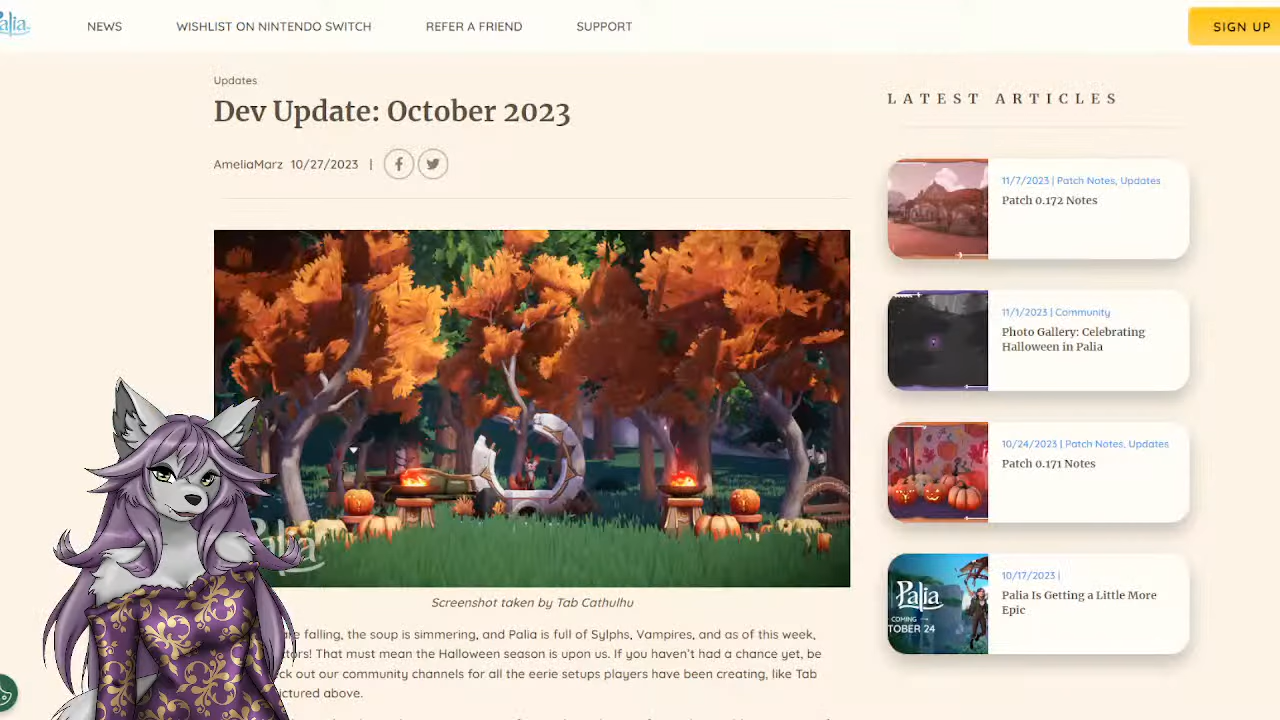 Palia
NEWS
WISHLIST ON NINTENDO SWITCH
REFER A FRIEND
SUPPORT
SIGN UP
Updates
Dev Update: October 2023
AmeliaMarz 10/27/2023 |
Palia
Screenshot taken by Tab Cathulhu
are falling, the soup is simmering, and Palia is full of Sylphs, Vampires, and as of this week,
That must mean the Halloween season is upon us. If you haven't had a chance yet, be
out our community channels for all the eerie setups players have been creating, like Tab
above.
LATEST ARTICLES
11/7/2023 | Patch Notes, Updates
Patch 0.172 Notes
11/1/2023 | Community
Photo Gallery: Celebrating
Halloween in Palia
10/24/2023 | Patch Notes, Updates
Patch 0.171 Notes
Palia
COMING
TOBER 24
10/17/2023 |
Palia Is Getting a Little More
Epic